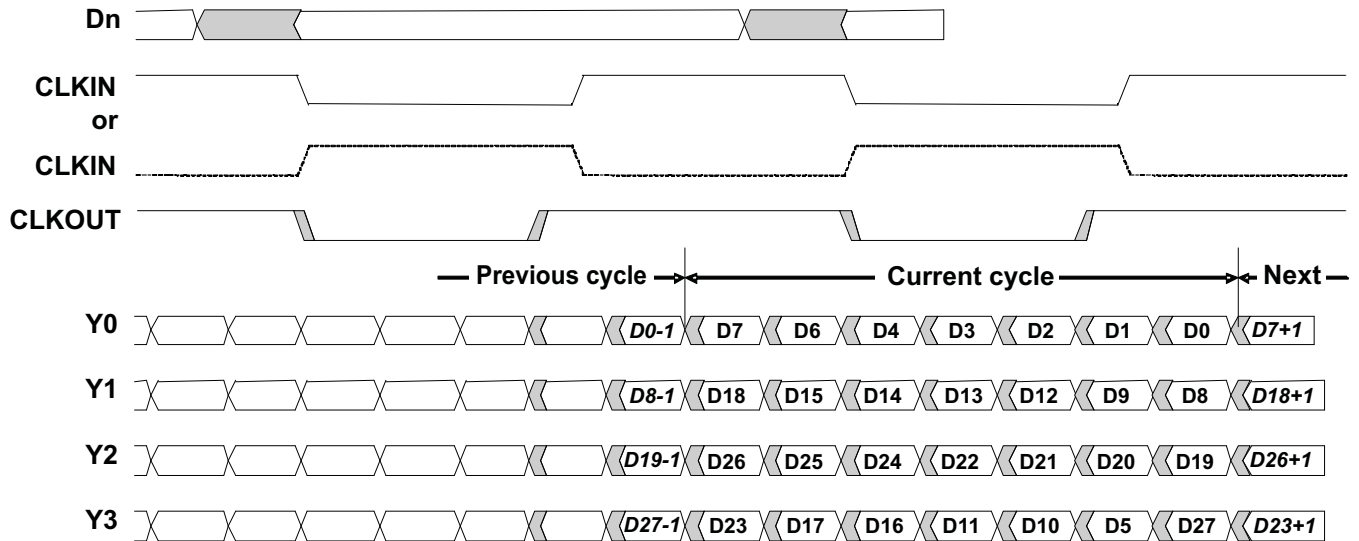 Dn
CLKIN
or
CLKIN
CLKOUT
Previous cycle Current cycle Next
Y0 D0-1 D7 D6 D4 D3 D2 D1 D0 D7+1
Y1 D8-1 D18 D15 D14 D13 D12 D9 D8 D18+1
Y2 D19-1 D26 D25 D24 D22 D21 D20 D19 D26+1
Y3 D27-1 D23 D17 D16 D11 D10 D5 D27 D23+1